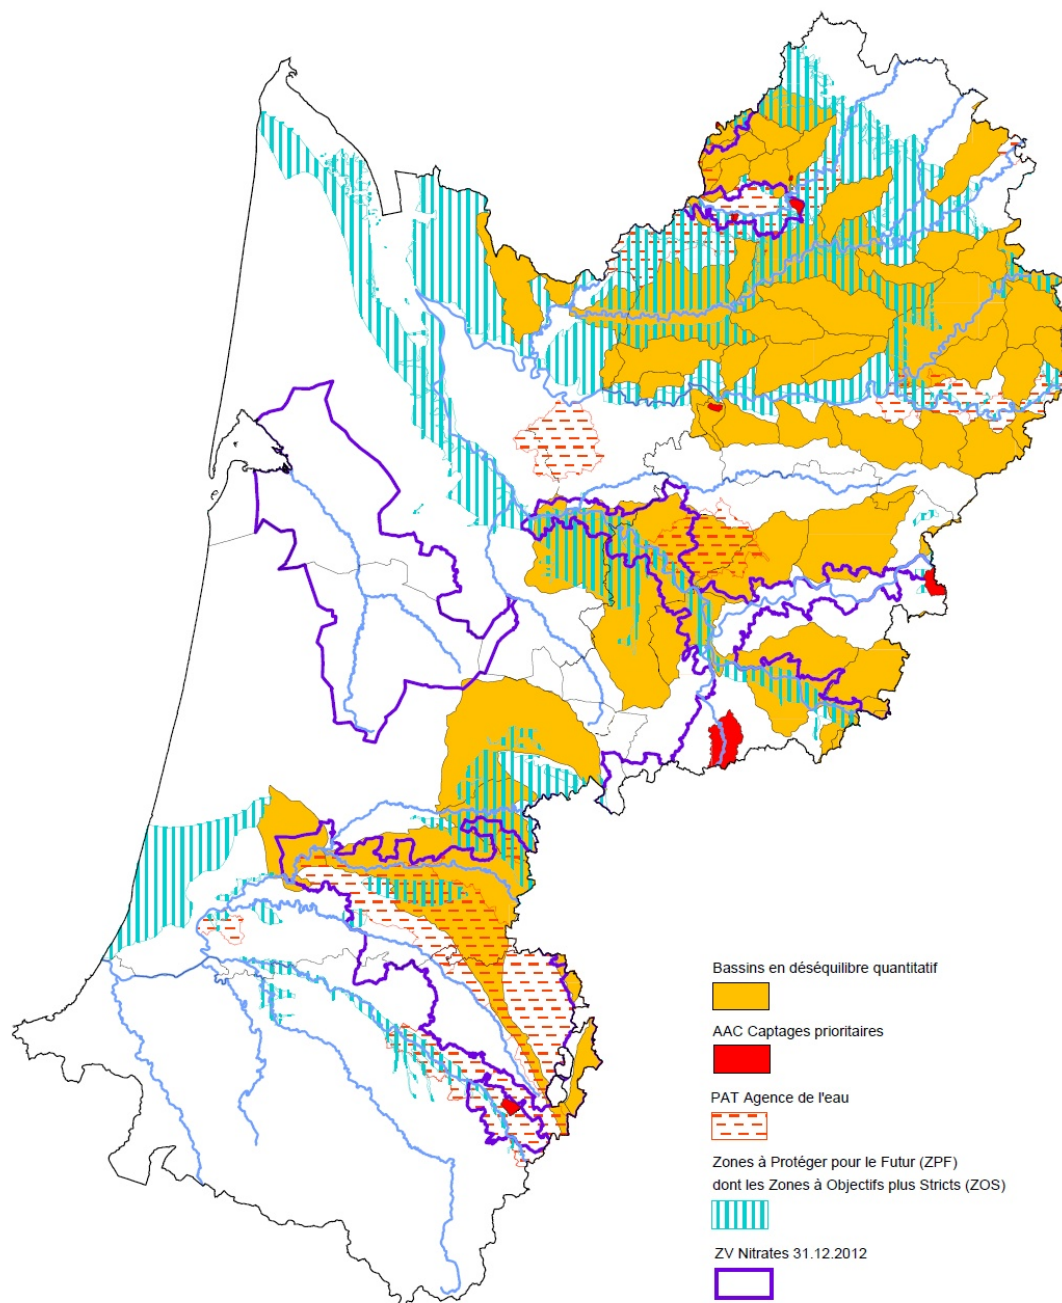 Bassins en déséquilibre quantitatif
AAC Captages prioritaires
PAT Agence de l'eau
Zones à Protéger pour le Futur (ZPF)
dont les Zones à Objectifs plus Stricts (ZOS)
ZV Nitrates 31.12.2012